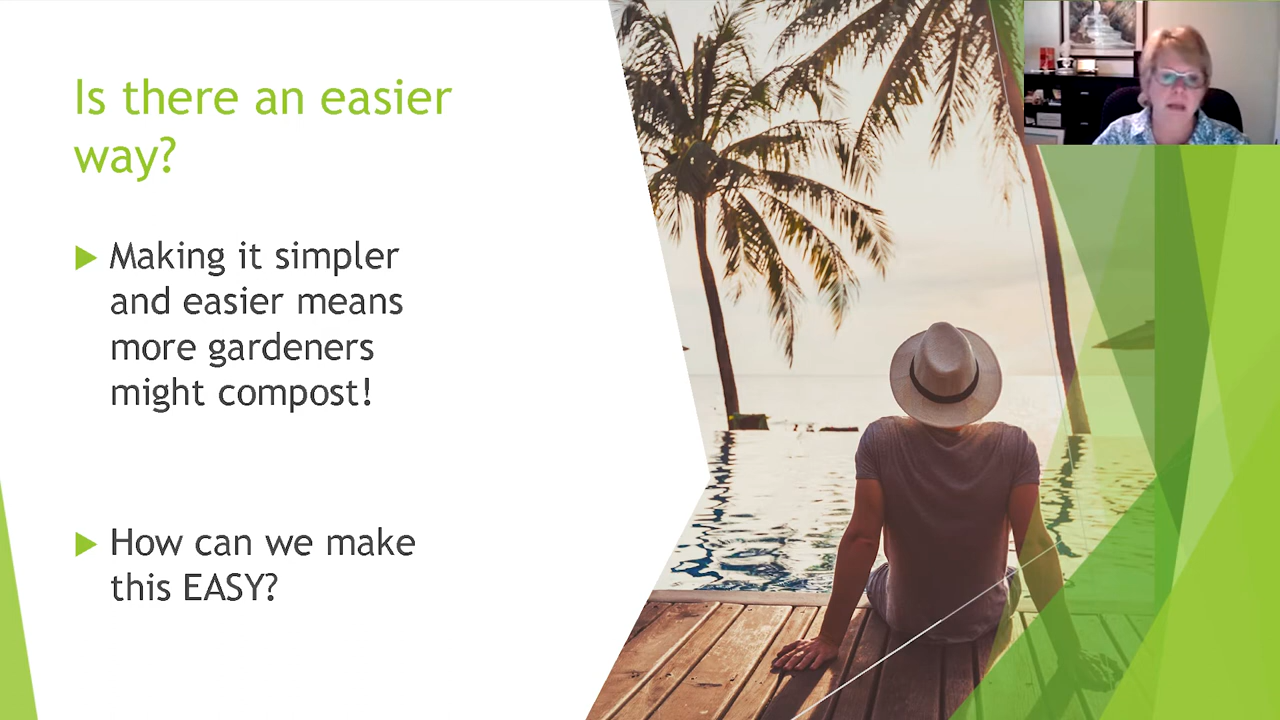 Is there an easier
way?
Making it simpler
and easier means
more gardeners
might compost!
How can we make
this EASY?